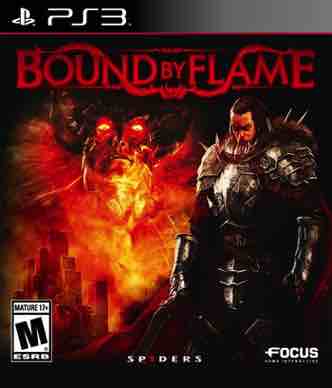 PS3
BOUND BY FLAME
MATURE 17+
M
ESRB
SPIDERS
FOCUS
HOME INTERACTIVE